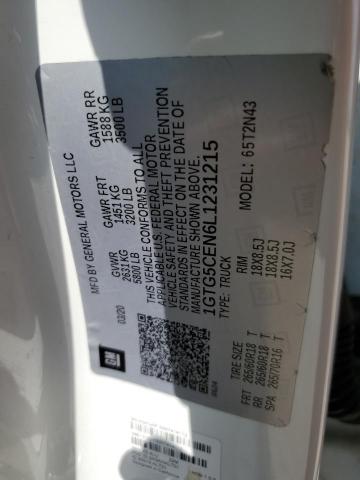 MFD BY GENERAL MOTORS LLC
03/20
GVWR
2631 KG
5800 LB
GAWR FRT
1451 KG
3200 LB
GAWR RR
1588 KG
3500 LB
THIS VEHICLE CONFORMS TO ALL
APPLICABLE U.S. FEDERAL MOTOR
VEHICLE SAFETY AND THEFT PREVENTION
STANDARDS IN EFFECT ON THE DATE OF
MANUFACTURE SHOWN ABOVE.
1GTG5CEN6L1231215
TYPE: TRUCK
MODEL: 65T2N43
GM
TIRE SIZE
RIM
FRT 265/60R18 T 18X8.5J
RR 265/60R18 T 18X8.5J
SPA 265/70R16 T 16X7.0J